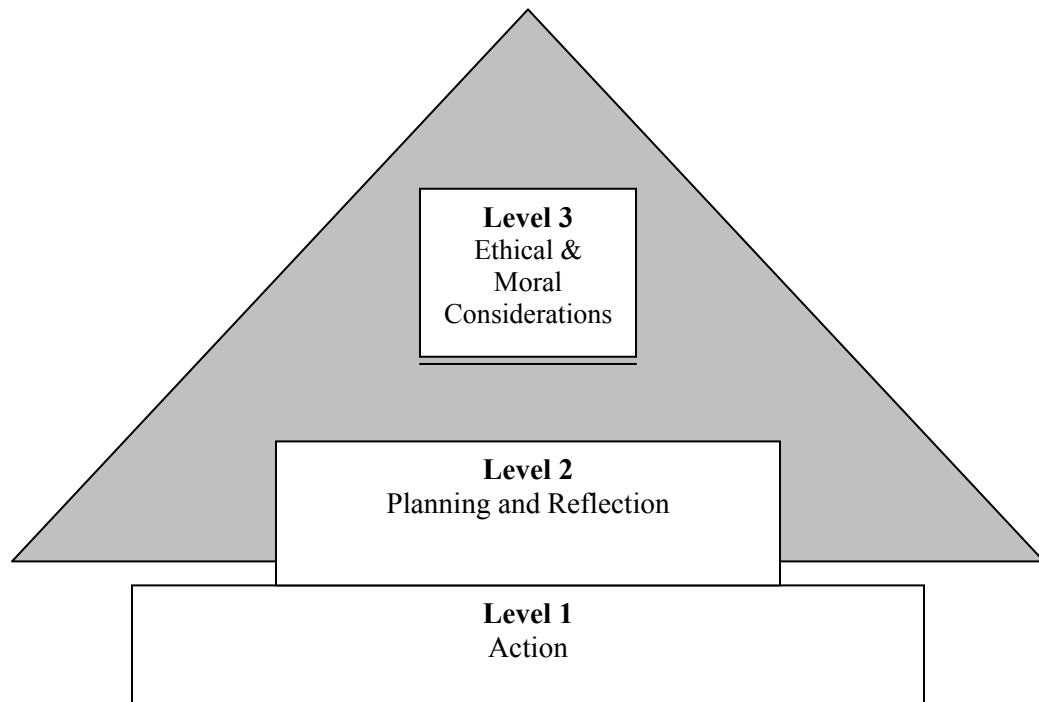 Level 3
Ethical &
Moral
Considerations
Level 2
Planning and Reflection
Level 1
Action